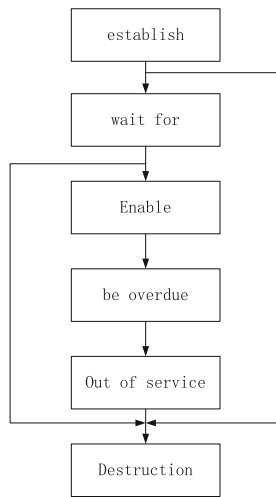 establish
wait for
Enable
be overdue
Out of service
Destruction